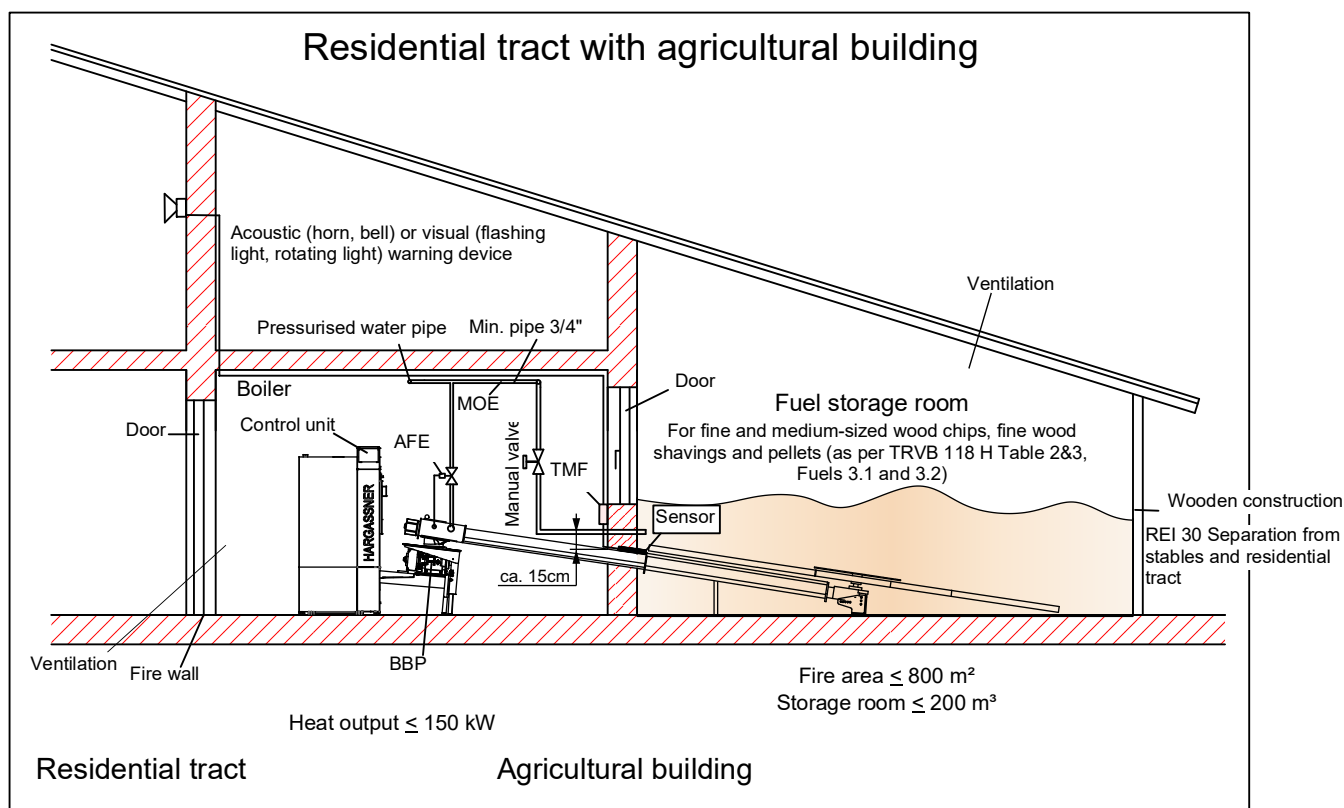 Residential tract with agricultural building
Acoustic (horn, bell) or visual (flashing
light, rotating light) warning device
Ventilation
Pressurised water pipe
Min. pipe 3/4"
Boiler
MOE
Door
Door
Control unit
AFE
Manual valve
TMF
Fuel storage room
For fine and medium-sized wood chips, fine wood
shavings and pellets (as per TRVB 118 H Table 2&3,
Fuels 3.1 and 3.2)
HARGASSNER
Sensor
Wooden construction
REI 30 Separation from
stables and residential
tract
ca. 15cm
Ventilation
Fire wall
BBP
Fire area ≤ 800 m²
Storage room ≤ 200 m³
Heat output ≤ 150 kW
Residential tract
Agricultural building